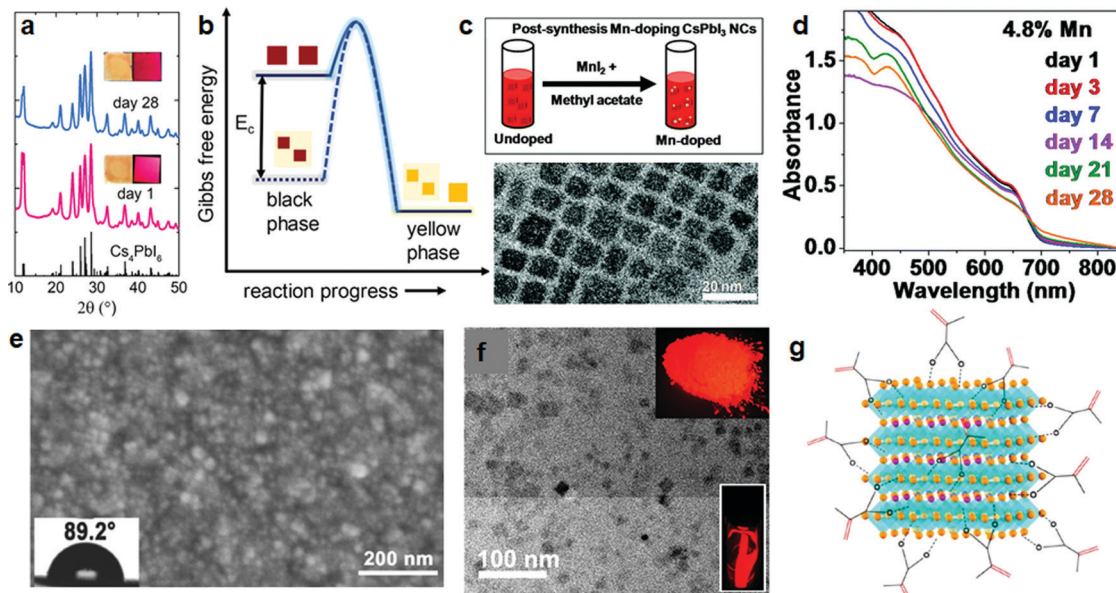 a
day 28
day 1
Cs₄PbI₆
10 20 30 40 50
2θ (°)
b
Gibbs free energy
E꜀
black
phase
yellow
phase
reaction progress
c
Post-synthesis Mn-doping CsPbI₃ NCs
MnI₂ +
Methyl acetate
Undoped
Mn-doped
20 nm
d
4.8% Mn
day 1
day 3
day 7
day 14
day 21
day 28
Absorbance
1.5
1.0
0.5
0.0
400 500 600 700 800
Wavelength (nm)
e
89.2°
200 nm
f
100 nm
g